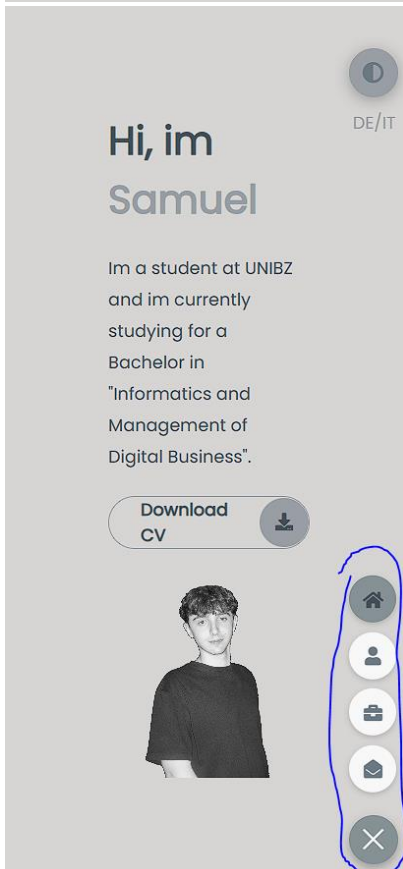 DE/IT
Hi, im
Samuel
Im a student at UNIBZ
and im currently
studying for a
Bachelor in
"Informatics and
Management of
Digital Business".
Download
CV